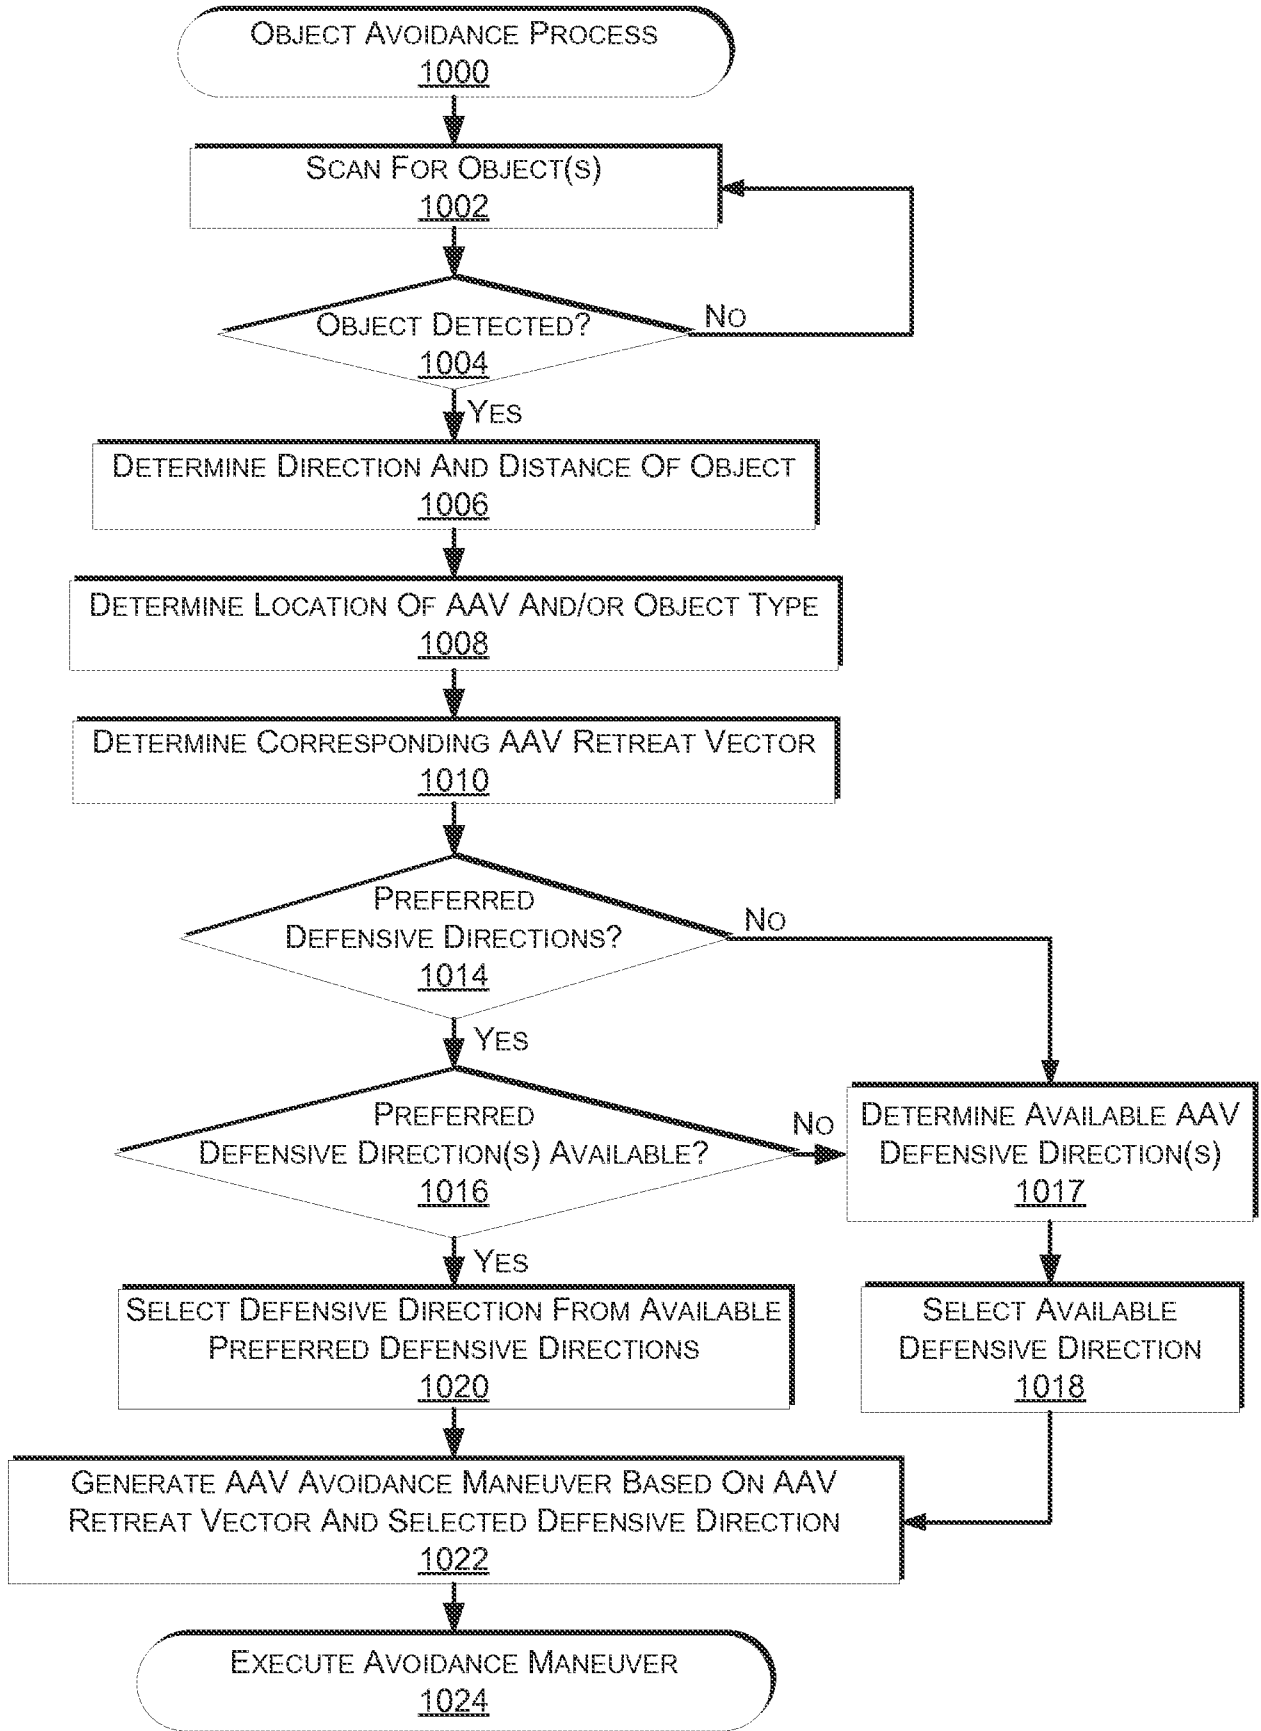 OBJECT AVOIDANCE PROCESS
1000
SCAN FOR OBJECT(S)
1002
OBJECT DETECTED?
1004
NO
YES
DETERMINE DIRECTION AND DISTANCE OF OBJECT
1006
DETERMINE LOCATION OF AAV AND/OR OBJECT TYPE
1008
DETERMINE CORRESPONDING AAV RETREAT VECTOR
1010
PREFERRED
DEFENSIVE DIRECTIONS?
1014
NO
YES
PREFERRED
DEFENSIVE DIRECTION(S) AVAILABLE?
1016
NO
DETERMINE AVAILABLE AAV
DEFENSIVE DIRECTION(S)
1017
YES
SELECT DEFENSIVE DIRECTION FROM AVAILABLE
PREFERRED DEFENSIVE DIRECTIONS
1020
SELECT AVAILABLE
DEFENSIVE DIRECTION
1018
GENERATE AAV AVOIDANCE MANEUVER BASED ON AAV
RETREAT VECTOR AND SELECTED DEFENSIVE DIRECTION
1022
EXECUTE AVOIDANCE MANEUVER
1024